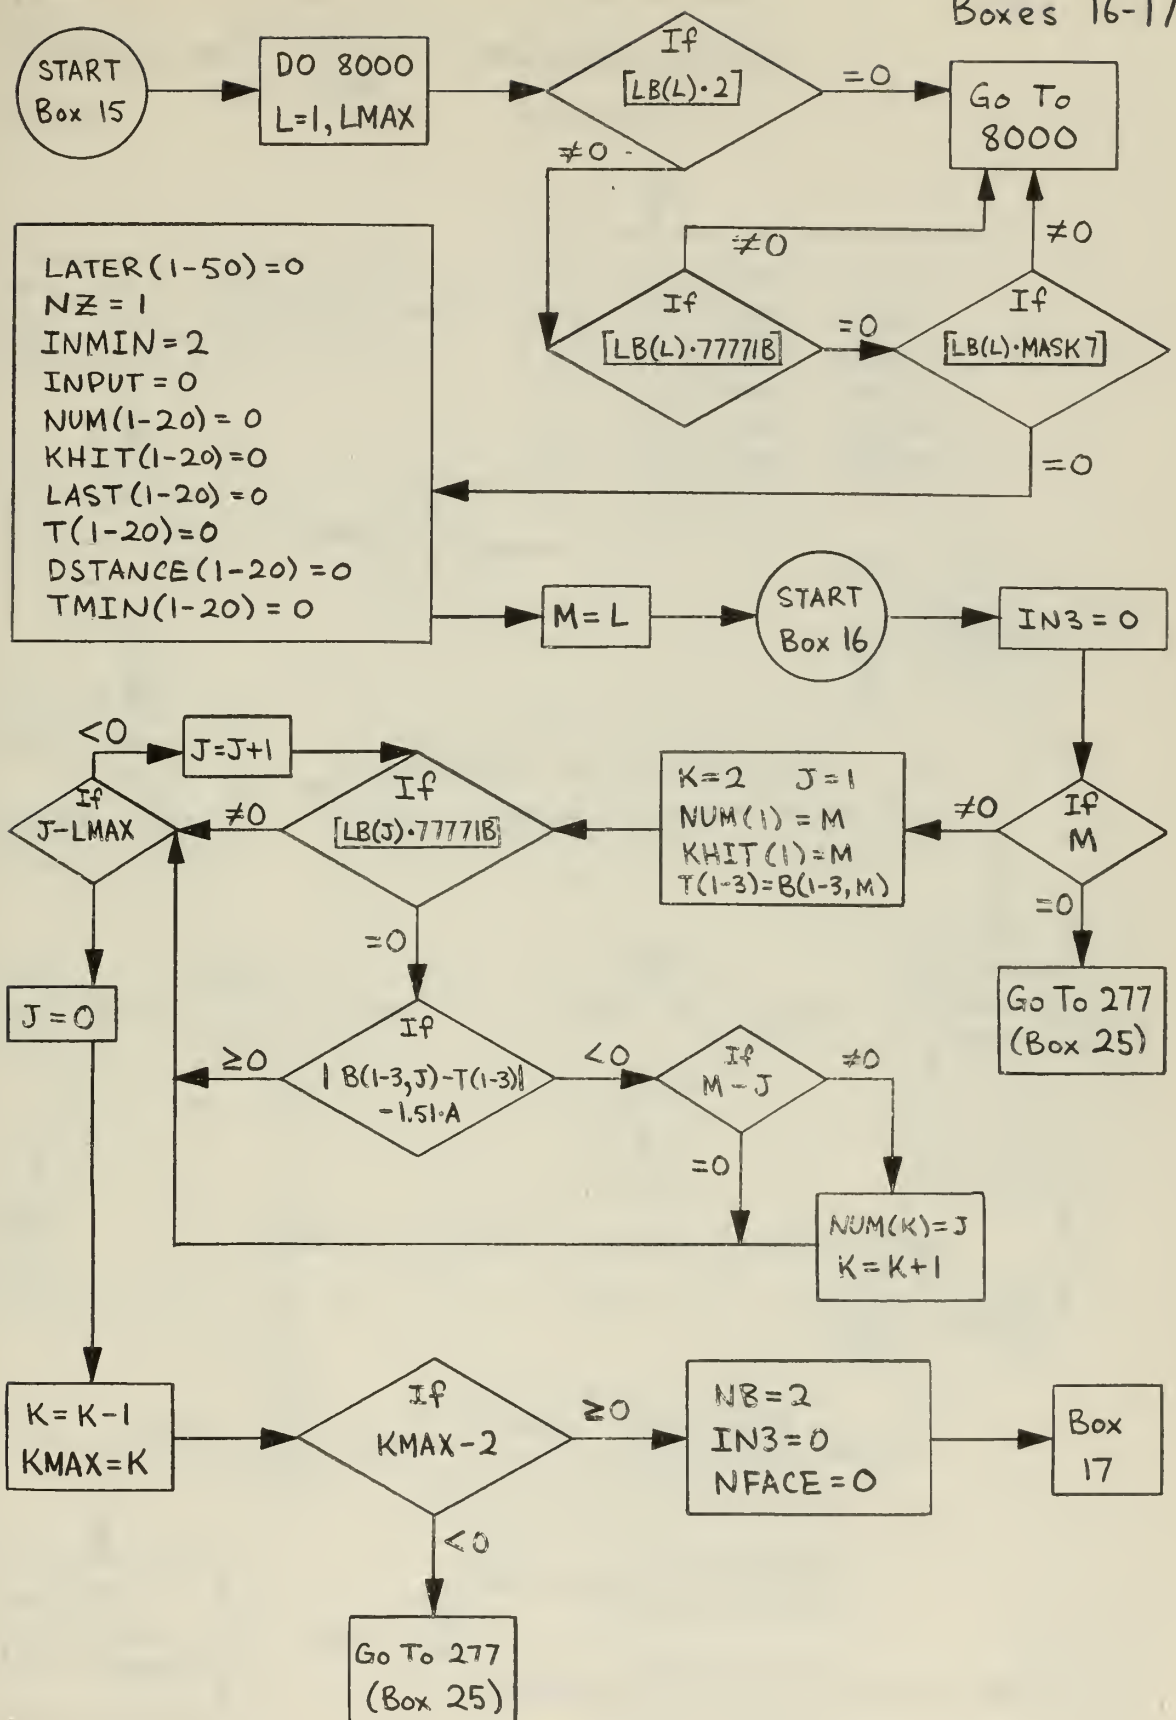 Boxes 16-17
START
Box 15
DO 8000
L=1, LMAX
If
[LB(L)·2]
=0
Go To
8000
≠0
≠0
≠0
If
[LB(L)·77771B]
=0
If
[LB(L)·MASK7]
=0
LATER(1-50)=0
NZ = 1
INMIN=2
INPUT = 0
NUM(1-20) = 0
KHIT(1-20)=0
LAST(1-20) = 0
T(1-20)=0
DSTANCE(1-20) =0
TMIN(1-20) = 0
M = L
START
Box 16
IN3 = 0
<0
J=J+1
If
J-LMAX
≠0
If
[LB(J)·77771B]
K=2 J=1
NUM(1) = M
KHIT(1)=M
T(1-3)=B(1-3,M)
≠0
If
M
=0
=0
Go To 277
(Box 25)
J=0
≥0
If
| B(1-3,J)-T(1-3)|
-1.51·A
<0
If
M-J
≠0
=0
NUM(K)=J
K=K+1
K=K-1
KMAX=K
If
KMAX-2
≥0
NB=2
IN3=0
NFACE=0
Box
17
<0
Go To 277
(Box 25)